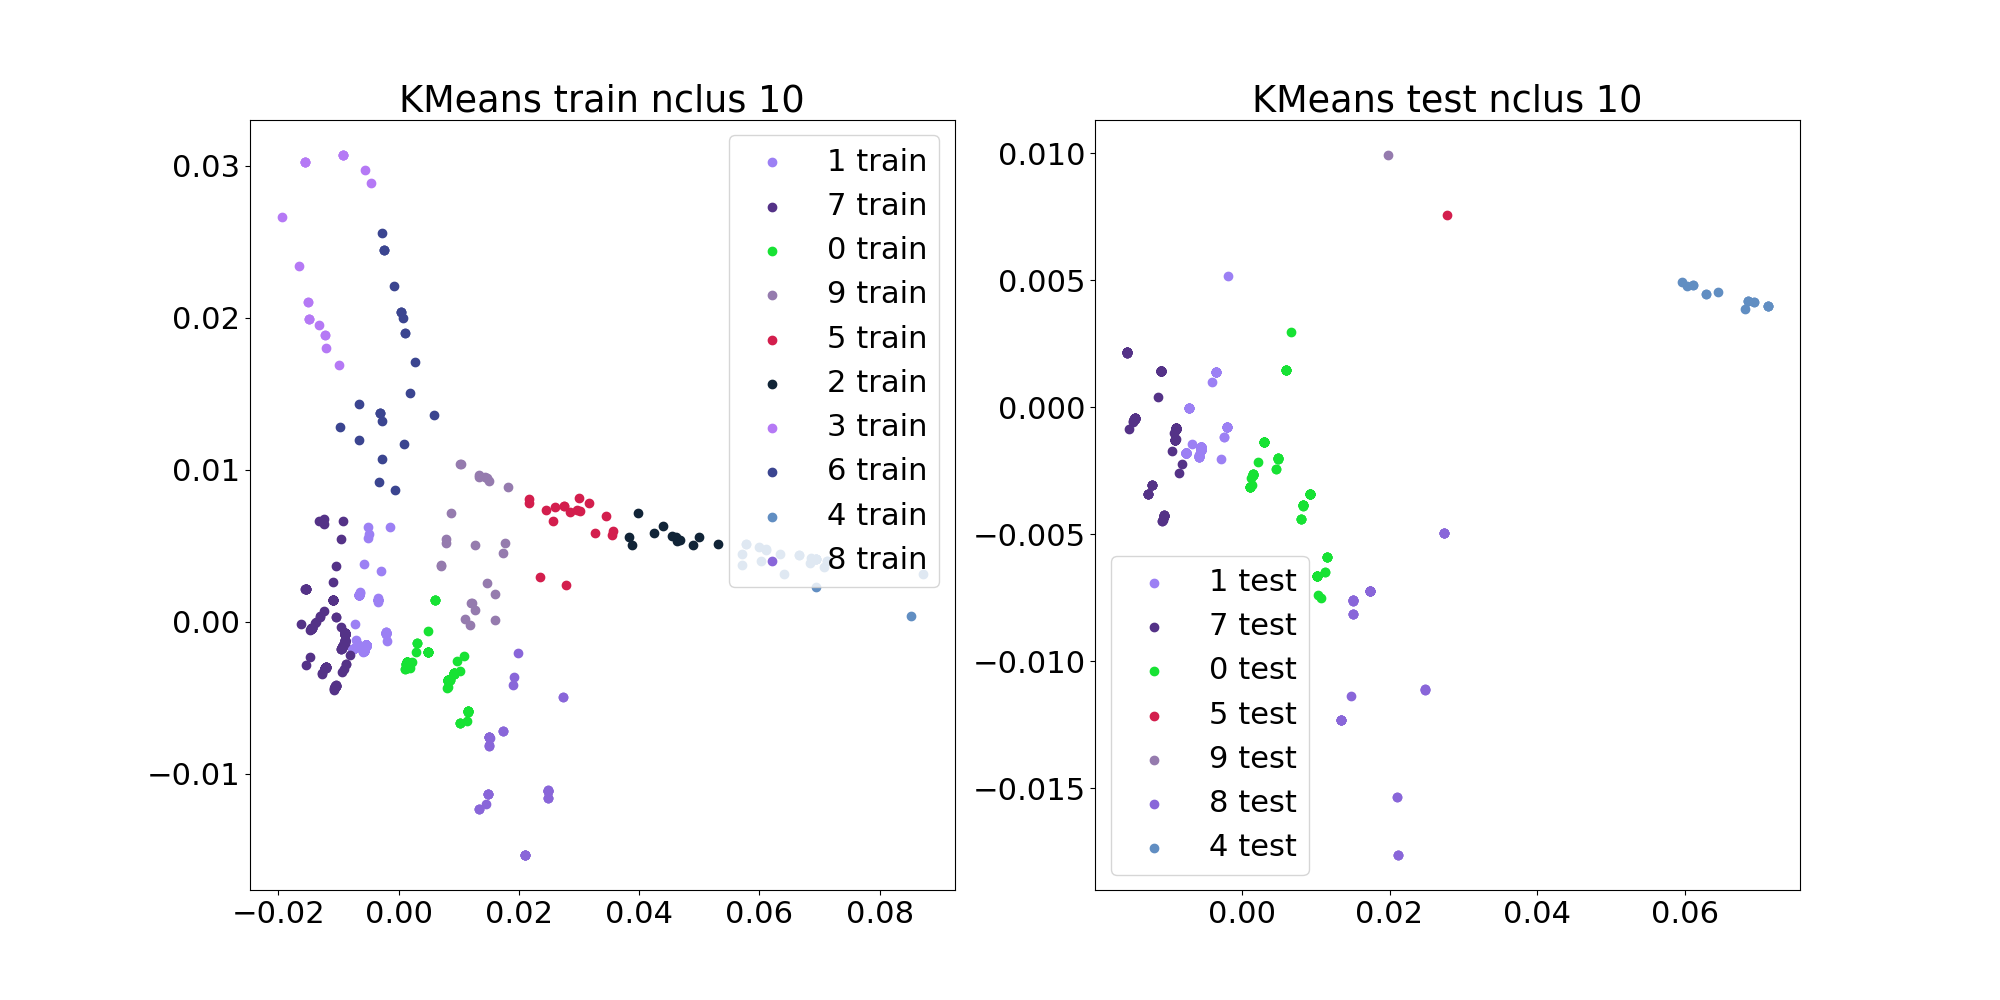 KMeans train nclus 10
0.03
0.02
0.01
0.00
−0.01
−0.02
0.00
0.02
0.04
0.06
0.08
1 train
7 train
0 train
9 train
5 train
2 train
3 train
6 train
4 train
8 train
KMeans test nclus 10
0.010
0.005
0.000
−0.005
−0.010
−0.015
0.00
0.02
0.04
0.06
1 test
7 test
0 test
5 test
9 test
8 test
4 test